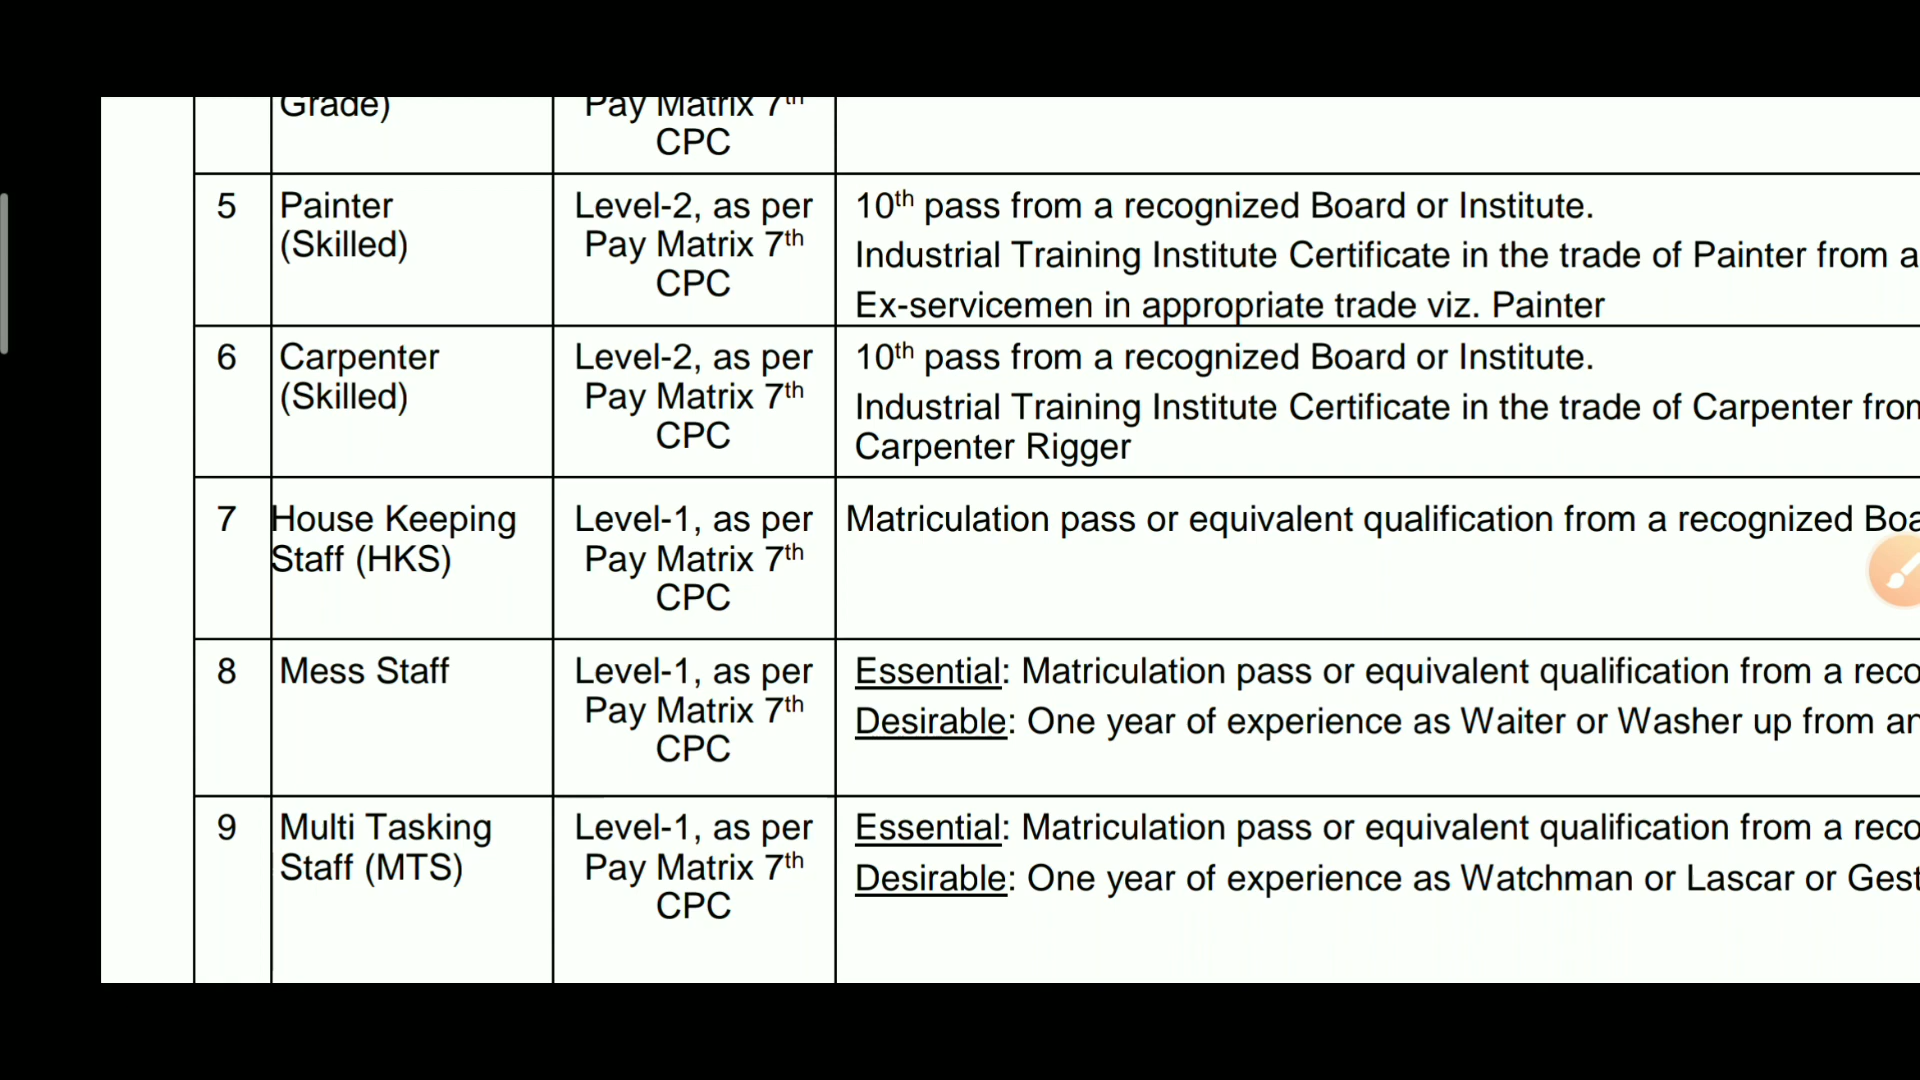 Grade)
Pay Matrix 7th
CPC
5
Painter
(Skilled)
Level-2, as per
Pay Matrix 7th
CPC
10th pass from a recognized Board or Institute.
Industrial Training Institute Certificate in the trade of Painter from a
Ex-servicemen in appropriate trade viz. Painter
6
Carpenter
(Skilled)
Level-2, as per
Pay Matrix 7th
CPC
10th pass from a recognized Board or Institute.
Industrial Training Institute Certificate in the trade of Carpenter from
Carpenter Rigger
7
House Keeping
Staff (HKS)
Level-1, as per
Pay Matrix 7th
CPC
Matriculation pass or equivalent qualification from a recognized
8
Mess Staff
Level-1, as per
Pay Matrix 7th
CPC
Essential: Matriculation pass or equivalent qualification from a
Desirable: One year of experience as Waiter or Washer up from
9
Multi Tasking
Staff (MTS)
Level-1, as per
Pay Matrix 7th
CPC
Essential: Matriculation pass or equivalent qualification from a
Desirable: One year of experience as Watchman or Lascar or